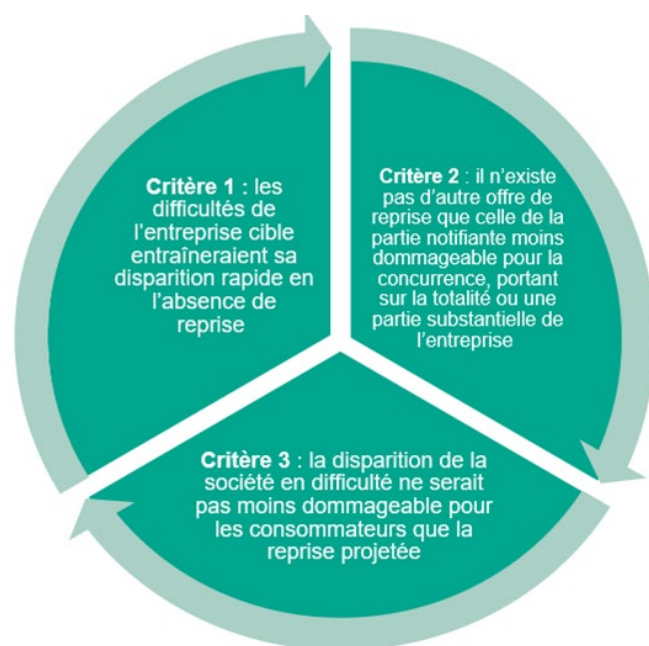 Critère 1 : les
difficultés de
l'entreprise cible
entraîneraient sa
disparition rapide en
l'absence de
reprise
Critère 2 : il n'existe
pas d'autre offre de
reprise que celle de la
partie notifiante moins
dommageable pour la
concurrence, portant
sur la totalité ou une
partie substantielle de
l'entreprise
Critère 3 : la disparition de la
société en difficulté ne serait
pas moins dommageable pour
les consommateurs que la
reprise projetée